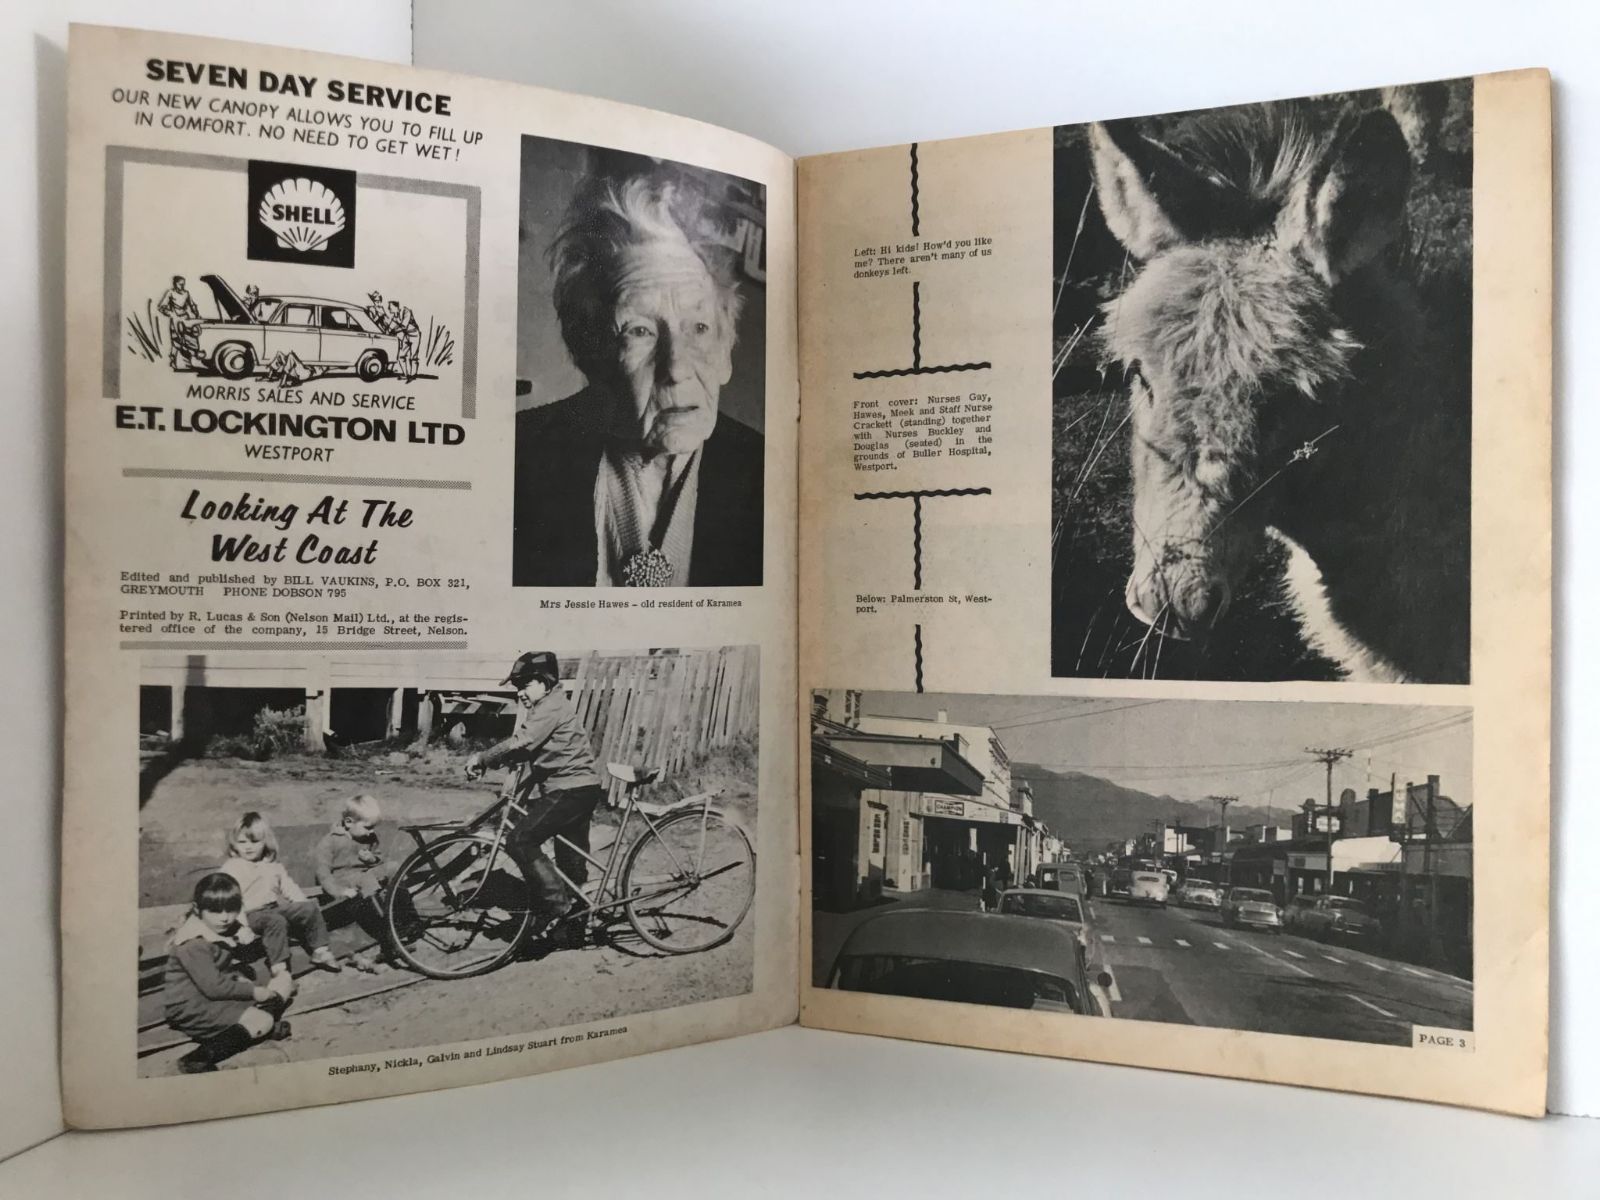 SEVEN DAY SERVICE
OUR NEW CANOPY ALLOWS YOU TO FILL UP
IN COMFORT. NO NEED TO GET WET!
SHELL
MORRIS SALES AND SERVICE
E.T. LOCKINGTON LTD
WESTPORT
Looking At The
West Coast
Edited and published by BILL VAUKINS, P.O. BOX 321,
GREYMOUTH PHONE DOBSON 795
Printed by R. Lucas & Son (Nelson Mail) Ltd., at the regis-
tered office of the company, 15 Bridge Street, Nelson.
Mrs Jessie Hawes - old resident of Karamea
Stephany, Nickla, Galvin and Lindsay Stuart from Karamea
Left: Hi kids! How'd you like
me? There aren't many of us
donkeys left.
Front cover: Nurses Gay,
Hawes, Meek and Staff Nurse
Crackett (standing) together
with Nurses Buckley and
Douglas (seated) in the
grounds of Buller Hospital,
Westport.
Below: Palmerston St, West-
port.
CHAMPION
PAGE 3